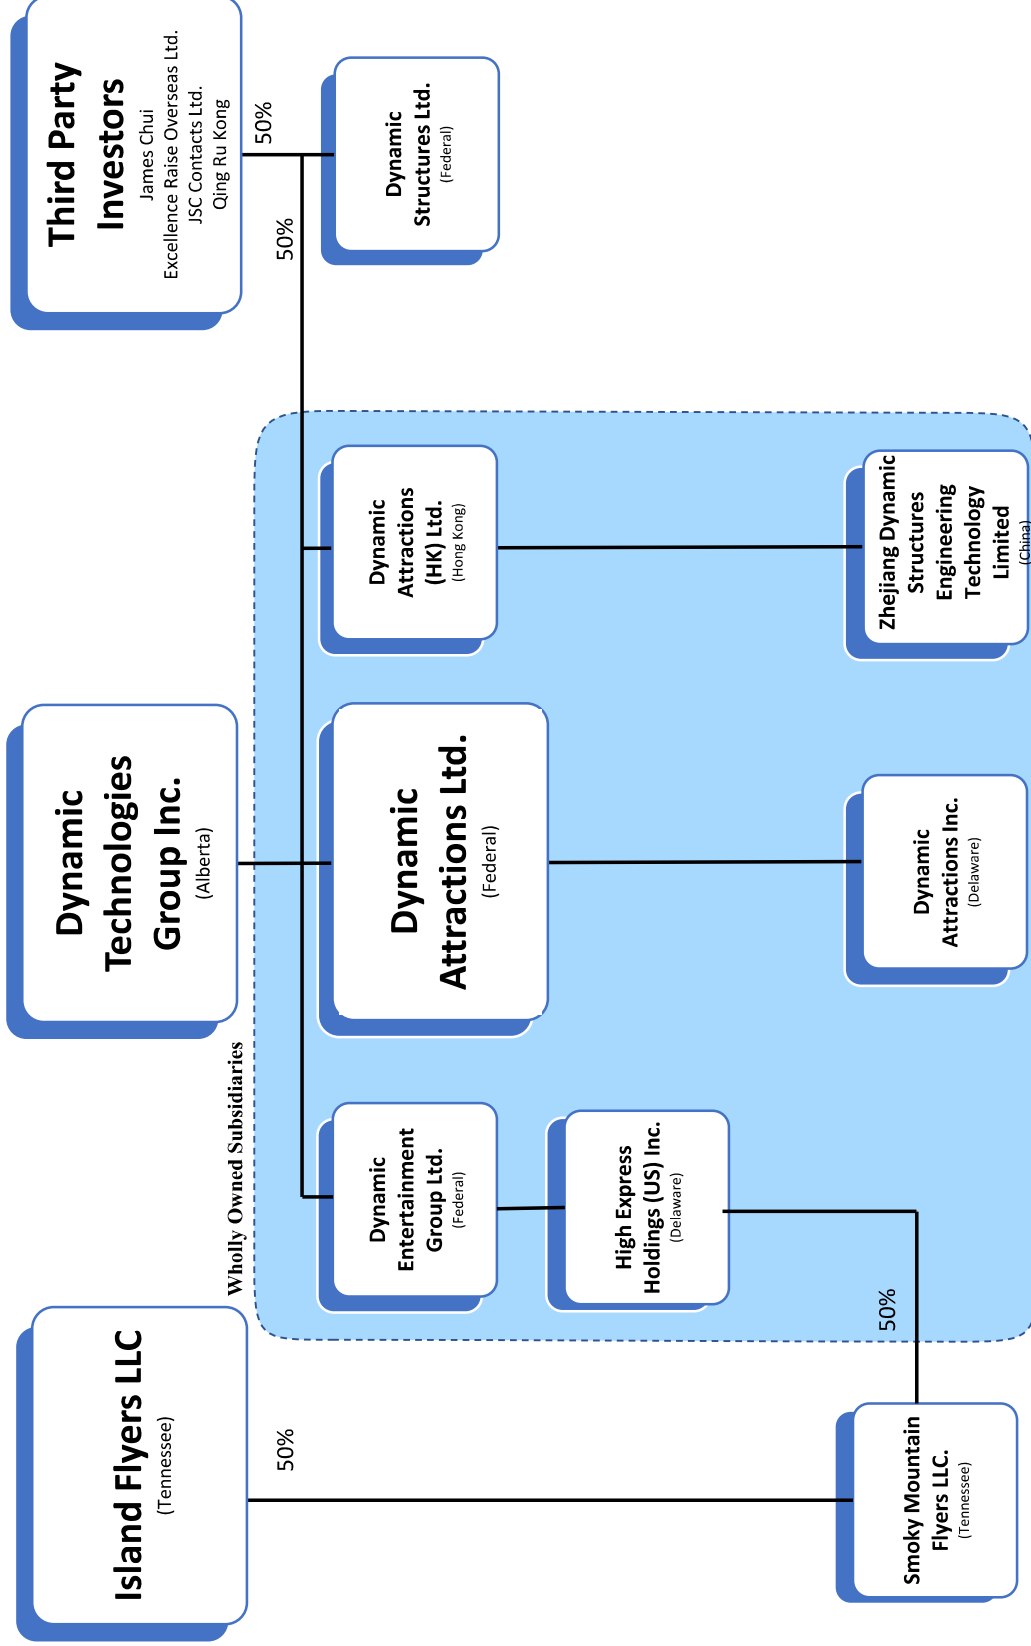 Island Flyers LLC
(Tennessee)
Dynamic
Technologies
Group Inc.
(Alberta)
Third Party
Investors
James Chui
Excellence Raise Overseas Ltd.
JSC Contacts Ltd.
Qing Ru Kong
Wholly Owned Subsidiaries
50%
50%
50%
Dynamic
Entertainment
Group Ltd.
(Federal)
Dynamic
Attractions Ltd.
(Federal)
Dynamic
Attractions
(HK) Ltd.
(Hong Kong)
Dynamic
Structures Ltd.
(Federal)
High Express
Holdings (US) Inc.
(Delaware)
50%
Smoky Mountain
Flyers LLC.
(Tennessee)
Dynamic
Attractions Inc.
(Delaware)
Zhejiang Dynamic
Structures
Engineering
Technology
Limited
(China)